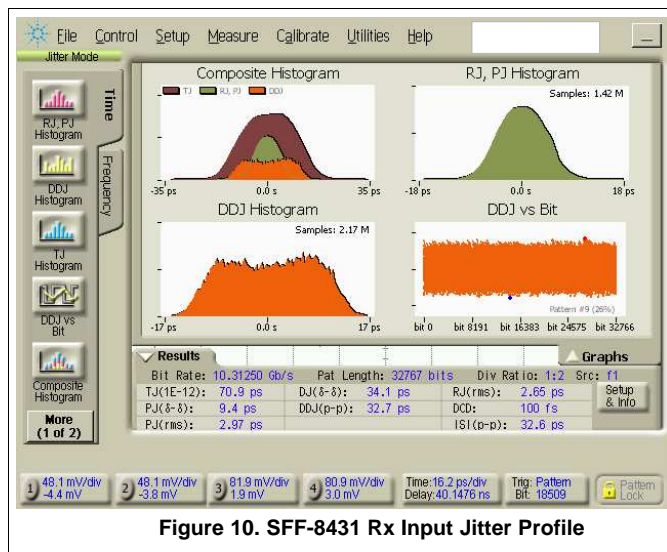 File Control Setup Measure Calibrate Utilities Help
Jitter Mode
Time
Frequency
RJ, PJ
Histogram
DDJ
Histogram
TJ
Histogram
DDJ vs
Bit
Composite
Histogram
More
(1 of 2)
Composite Histogram
TJ RJ, PJ DDJ
-35 ps 0.0 s 35 ps
RJ, PJ Histogram
Samples: 1.42 M
-18 ps 0.0 s 18 ps
DDJ Histogram
Samples: 2.17 M
-17 ps 0.0 s 17 ps
DDJ vs Bit
Pattern #9 (26%)
bit 0 bit 8191 bit 16383 bit 24575 bit 32766
Results Graphs
Bit Rate: 10.31250 Gb/s Pat Length: 32767 bits Div Ratio: 1:2 Src: f1
TJ(1E-12): 70.9 ps DJ(δ-δ): 34.1 ps RJ(rms): 2.65 ps
PJ(δ-δ): 9.4 ps DDJ(p-p): 32.7 ps DCD: 100 fs
PJ(rms): 2.97 ps ISI(p-p): 32.6 ps
Setup
& Info
1 48.1 mV/div
-4.4 mV
2 48.1 mV/div
-3.8 mV
3 81.9 mV/div
1.9 mV
4 80.9 mV/div
3.0 mV
Time:16.2 ps/div
Delay:40.1476 ns
Trig: Pattern
Bit: 18509
Pattern
Lock
Figure 10. SFF-8431 Rx Input Jitter Profile